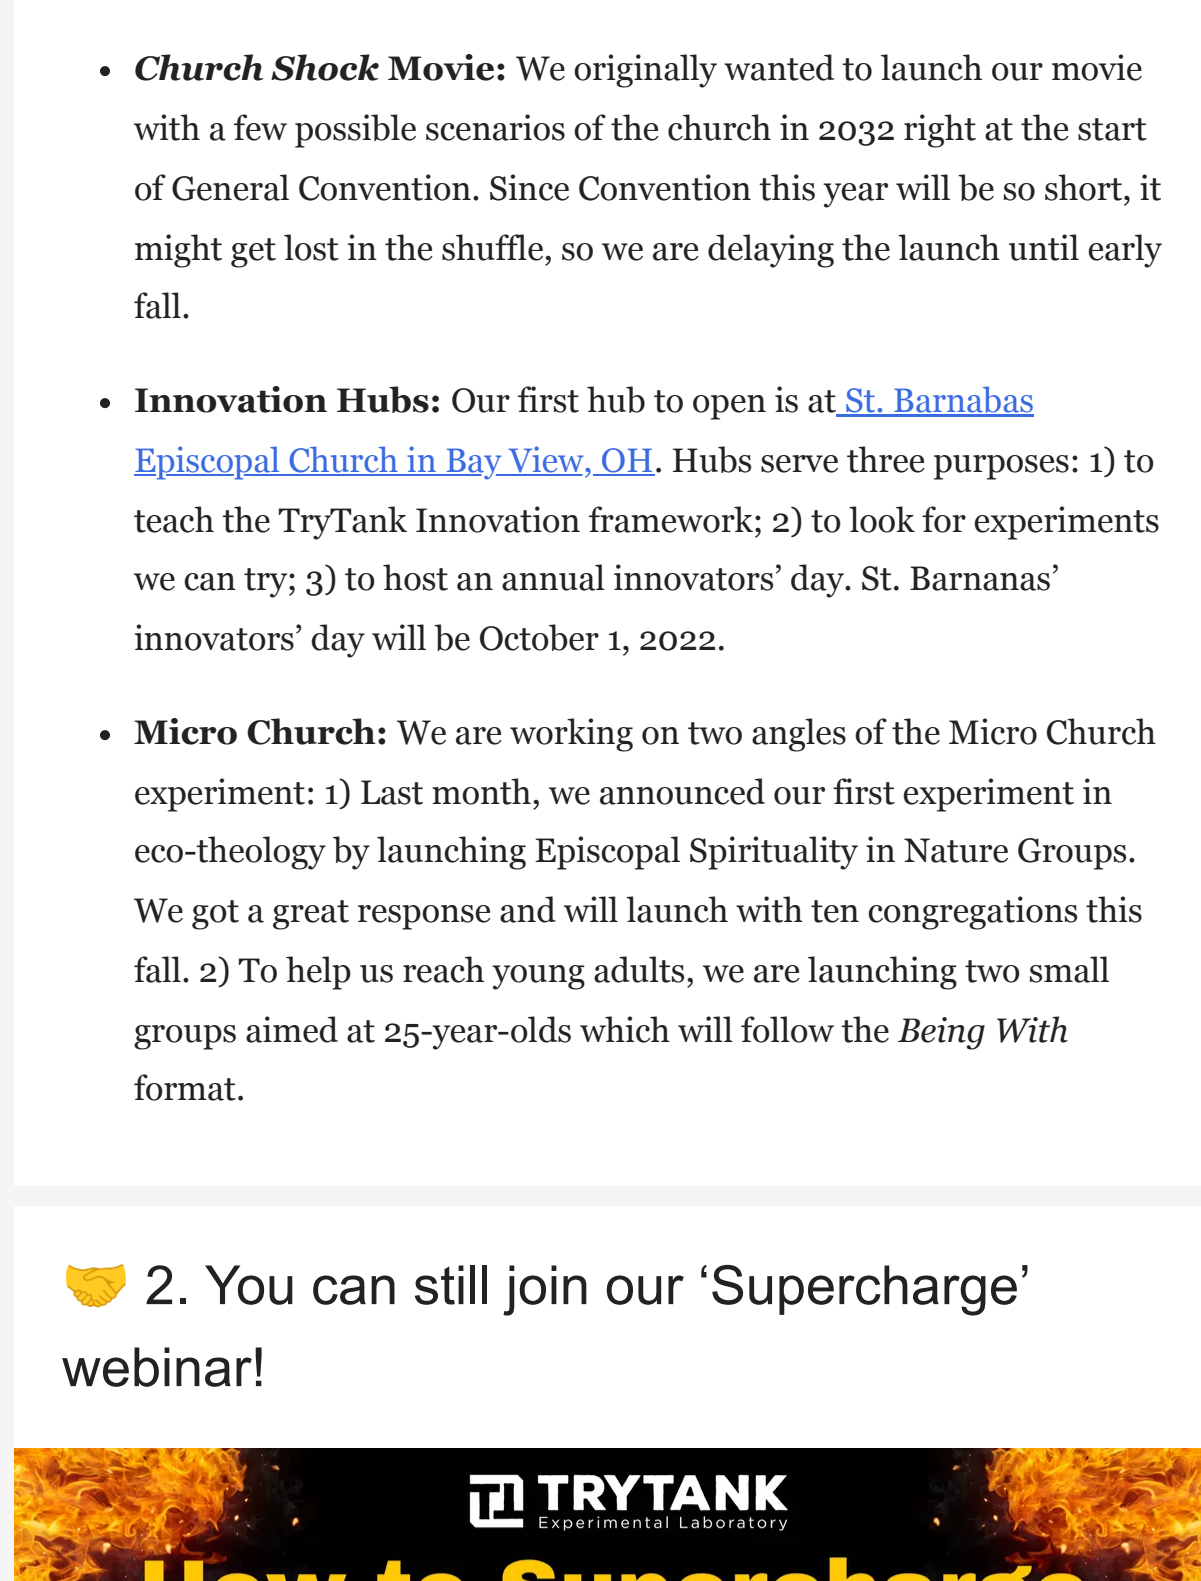 Church Shock Movie: We originally wanted to launch our movie
with a few possible scenarios of the church in 2032 right at the start
of General Convention. Since Convention this year will be so short, it
might get lost in the shuffle, so we are delaying the launch until early
fall.
Innovation Hubs: Our first hub to open is at St. Barnabas
Episcopal Church in Bay View, OH. Hubs serve three purposes: 1) to
teach the TryTank Innovation framework; 2) to look for experiments
we can try; 3) to host an annual innovators’ day. St. Barnanas’
innovators’ day will be October 1, 2022.
Micro Church: We are working on two angles of the Micro Church
experiment: 1) Last month, we announced our first experiment in
eco-theology by launching Episcopal Spirituality in Nature Groups.
We got a great response and will launch with ten congregations this
fall. 2) To help us reach young adults, we are launching two small
groups aimed at 25-year-olds which will follow the Being With
format.
🤝 2. You can still join our ‘Supercharge’
webinar!
TRYTANK
Experimental Laboratory
How to Supercharge